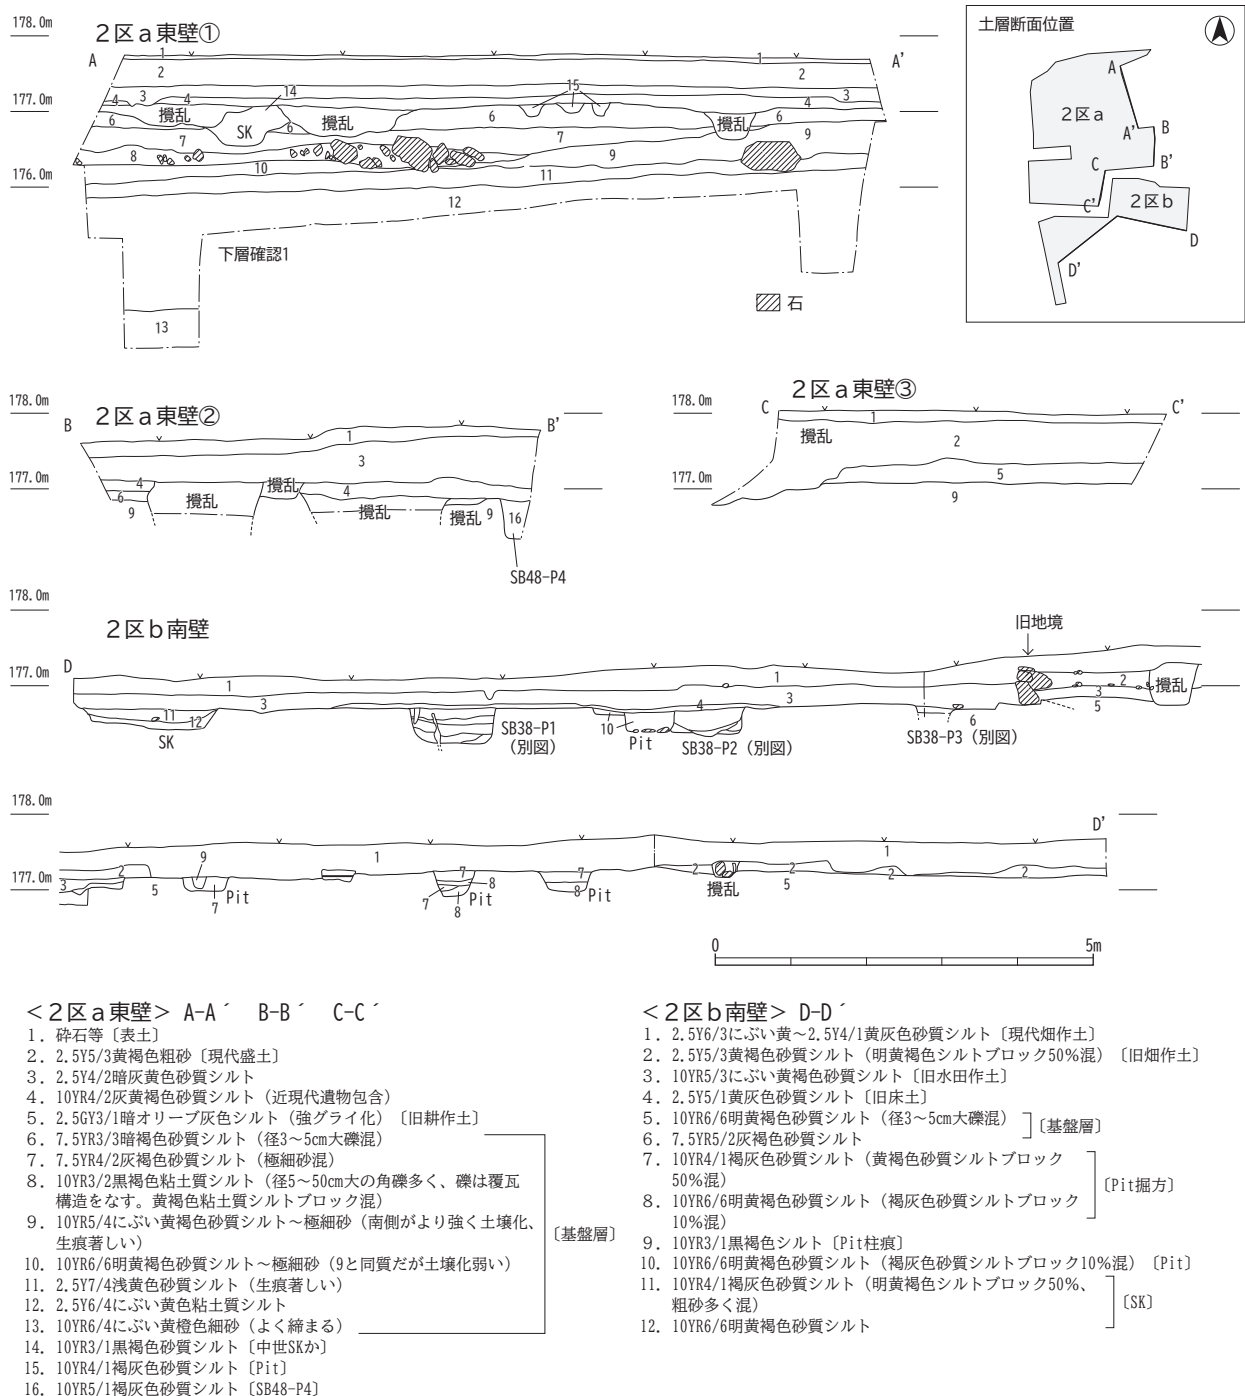 178.0m
2区a東壁①
A
A'
1
1
2
2
14
15
3
3
177.0m
4
4
4
攪乱
6
SK
6
攪乱
6
攪乱
6
7
7
9
8
9
10
11
176.0m
12
下層確認1
13
石
土層断面位置
A
2区a
A'
B
B'
C
C'
2区b
D
D'
178.0m
2区a東壁②
B
B'
1
3
4
攪乱
177.0m
6
攪乱
4
9
攪乱
攪乱
9
16
SB48-P4
2区a東壁③
178.0m
C
C'
1
攪乱
2
5
177.0m
9
178.0m
2区b南壁
旧地境
177.0m
D
1
1
2
攪乱
3
3
3
4
5
11
12
SK
SB38-P1
(別図)
10
Pit
SB38-P2 (別図)
SB38-P3 (別図)
6
178.0m
D'
9
1
1
2
7
7
2
2
2
2
177.0m
3
5
Pit
8
Pit
8
Pit
攪乱
5
7
7
8
0
5m
<2区a東壁> A-A´ B-B´ C-C´
1. 砕石等〔表土〕
2. 2.5Y5/3黄褐色粗砂〔現代盛土〕
3. 2.5Y4/2暗灰黄色砂質シルト
4. 10YR4/2灰黄褐色砂質シルト(近現代遺物包含)
5. 2.5GY3/1暗オリーブ灰色シルト(強グライ化)〔旧耕作土〕
6. 7.5YR3/3暗褐色砂質シルト(径3~5cm大礫混)
7. 7.5YR4/2灰褐色砂質シルト(極細砂混)
8. 10YR3/2黒褐色粘土質シルト(径5~50cm大の角礫多く、礫は覆瓦
構造をなす。黄褐色粘土質シルトブロック混)
9. 10YR5/4にぶい黄褐色砂質シルト~極細砂(南側がより強く土壌化、
生痕著しい)
〔基盤層〕
10. 10YR6/6明黄褐色砂質シルト~極細砂(9と同質だが土壌化弱い)
11. 2.5Y7/4浅黄色砂質シルト(生痕著しい)
12. 2.5Y6/4にぶい黄色粘土質シルト
13. 10YR6/4にぶい黄橙色細砂(よく締まる)
14. 10YR3/1黒褐色砂質シルト〔中世SKか〕
15. 10YR4/1褐灰色砂質シルト〔Pit〕
16. 10YR5/1褐灰色砂質シルト〔SB48-P4〕
<2区b南壁> D-D´
1. 2.5Y6/3にぶい黄~2.5Y4/1黄灰色砂質シルト〔現代畑作土〕
2. 2.5Y5/3黄褐色砂質シルト(明黄褐色シルトブロック50%混)〔旧畑作土〕
3. 10YR5/3にぶい黄褐色砂質シルト〔旧水田作土〕
4. 2.5Y5/1黄灰色砂質シルト〔旧床土〕
5. 10YR6/6明黄褐色砂質シルト(径3~5cm大礫混)
6. 7.5YR5/2灰褐色砂質シルト
〔基盤層〕
7. 10YR4/1褐灰色砂質シルト(黄褐色砂質シルトブロック
50%混)
8. 10YR6/6明黄褐色砂質シルト(褐灰色砂質シルトブロック
10%混)
〔Pit掘方〕
9. 10YR3/1黒褐色シルト〔Pit柱痕〕
10. 10YR6/6明黄褐色砂質シルト(褐灰色砂質シルトブロック10%混)〔Pit〕
11. 10YR4/1褐灰色砂質シルト(明黄褐色シルトブロック50%、
粗砂多く混)
12. 10YR6/6明黄褐色砂質シルト
〔SK〕